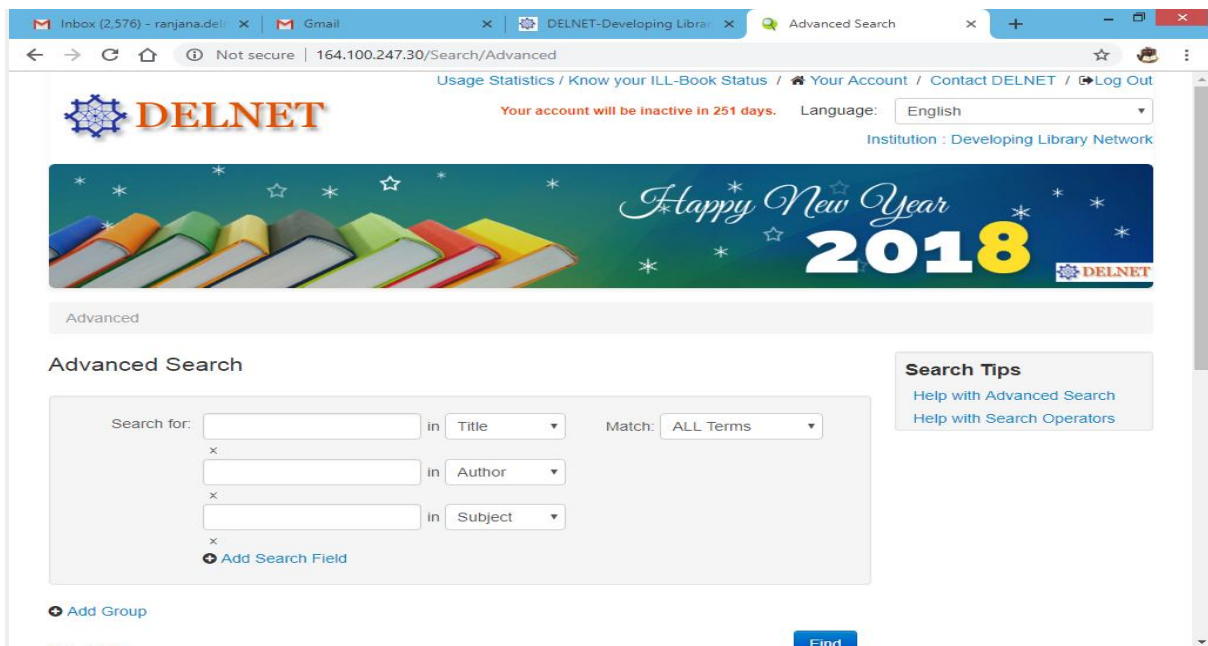 Inbox (2,576) - ranjana.deln
Gmail
DELNET-Developing Librar
Advanced Search
Not secure | 164.100.247.30/Search/Advanced
Usage Statistics / Know your ILL-Book Status / Your Account / Contact DELNET / Log Out
DELNET
Your account will be inactive in 251 days. Language: English
Institution : Developing Library Network
Happy New Year
2018
DELNET
Advanced
Advanced Search
Search Tips
Help with Advanced Search
Help with Search Operators
Search for: in Title Match: ALL Terms
in Author
in Subject
Add Search Field
Add Group
Find